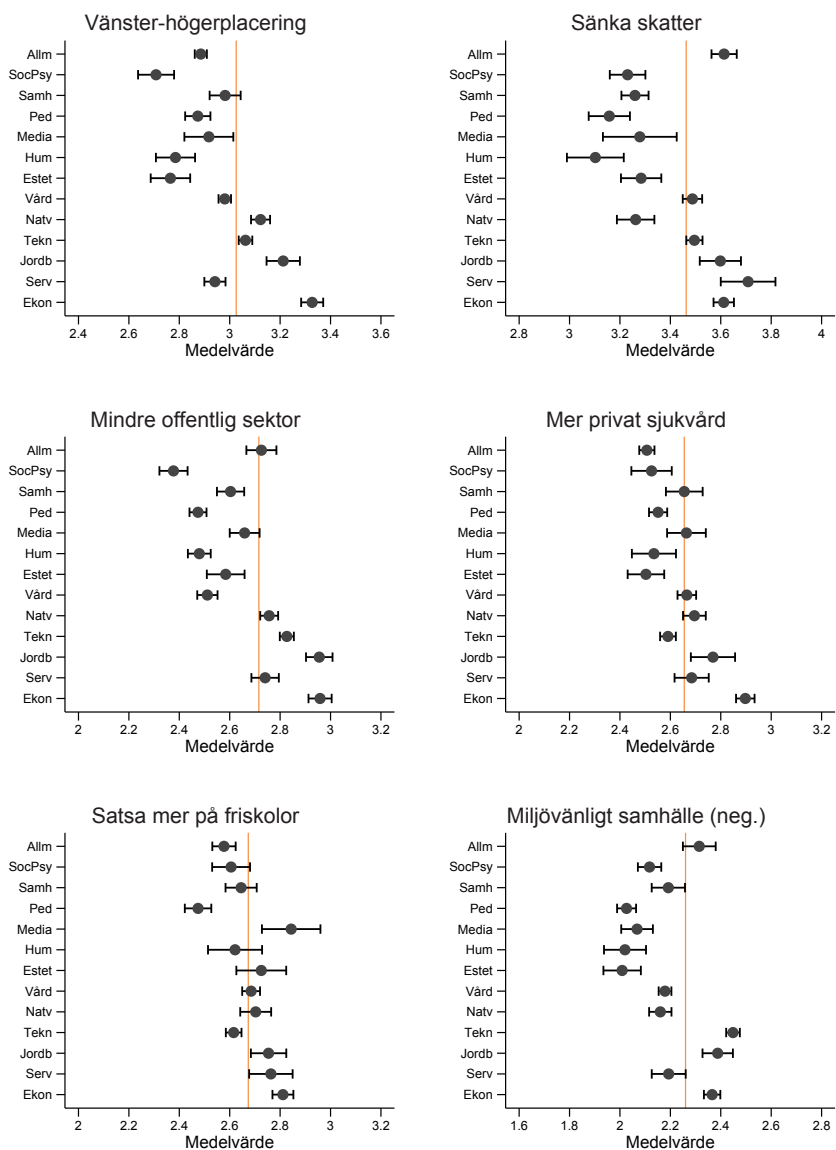 Vänster-högerplacering
Allm
SocPsy
Samh
Ped
Media
Hum
Estet
Vård
Natv
Tekn
Jordb
Serv
Ekon
2.4 2.6 2.8 3 3.2 3.4 3.6
Medelvärde
Sänka skatter
Allm
SocPsy
Samh
Ped
Media
Hum
Estet
Vård
Natv
Tekn
Jordb
Serv
Ekon
2.8 3 3.2 3.4 3.6 3.8 4
Medelvärde
Mindre offentlig sektor
Allm
SocPsy
Samh
Ped
Media
Hum
Estet
Vård
Natv
Tekn
Jordb
Serv
Ekon
2 2.2 2.4 2.6 2.8 3 3.2
Medelvärde
Mer privat sjukvård
Allm
SocPsy
Samh
Ped
Media
Hum
Estet
Vård
Natv
Tekn
Jordb
Serv
Ekon
2 2.2 2.4 2.6 2.8 3 3.2
Medelvärde
Satsa mer på friskolor
Allm
SocPsy
Samh
Ped
Media
Hum
Estet
Vård
Natv
Tekn
Jordb
Serv
Ekon
2 2.2 2.4 2.6 2.8 3 3.2
Medelvärde
Miljövänligt samhälle (neg.)
Allm
SocPsy
Samh
Ped
Media
Hum
Estet
Vård
Natv
Tekn
Jordb
Serv
Ekon
1.6 1.8 2 2.2 2.4 2.6 2.8
Medelvärde